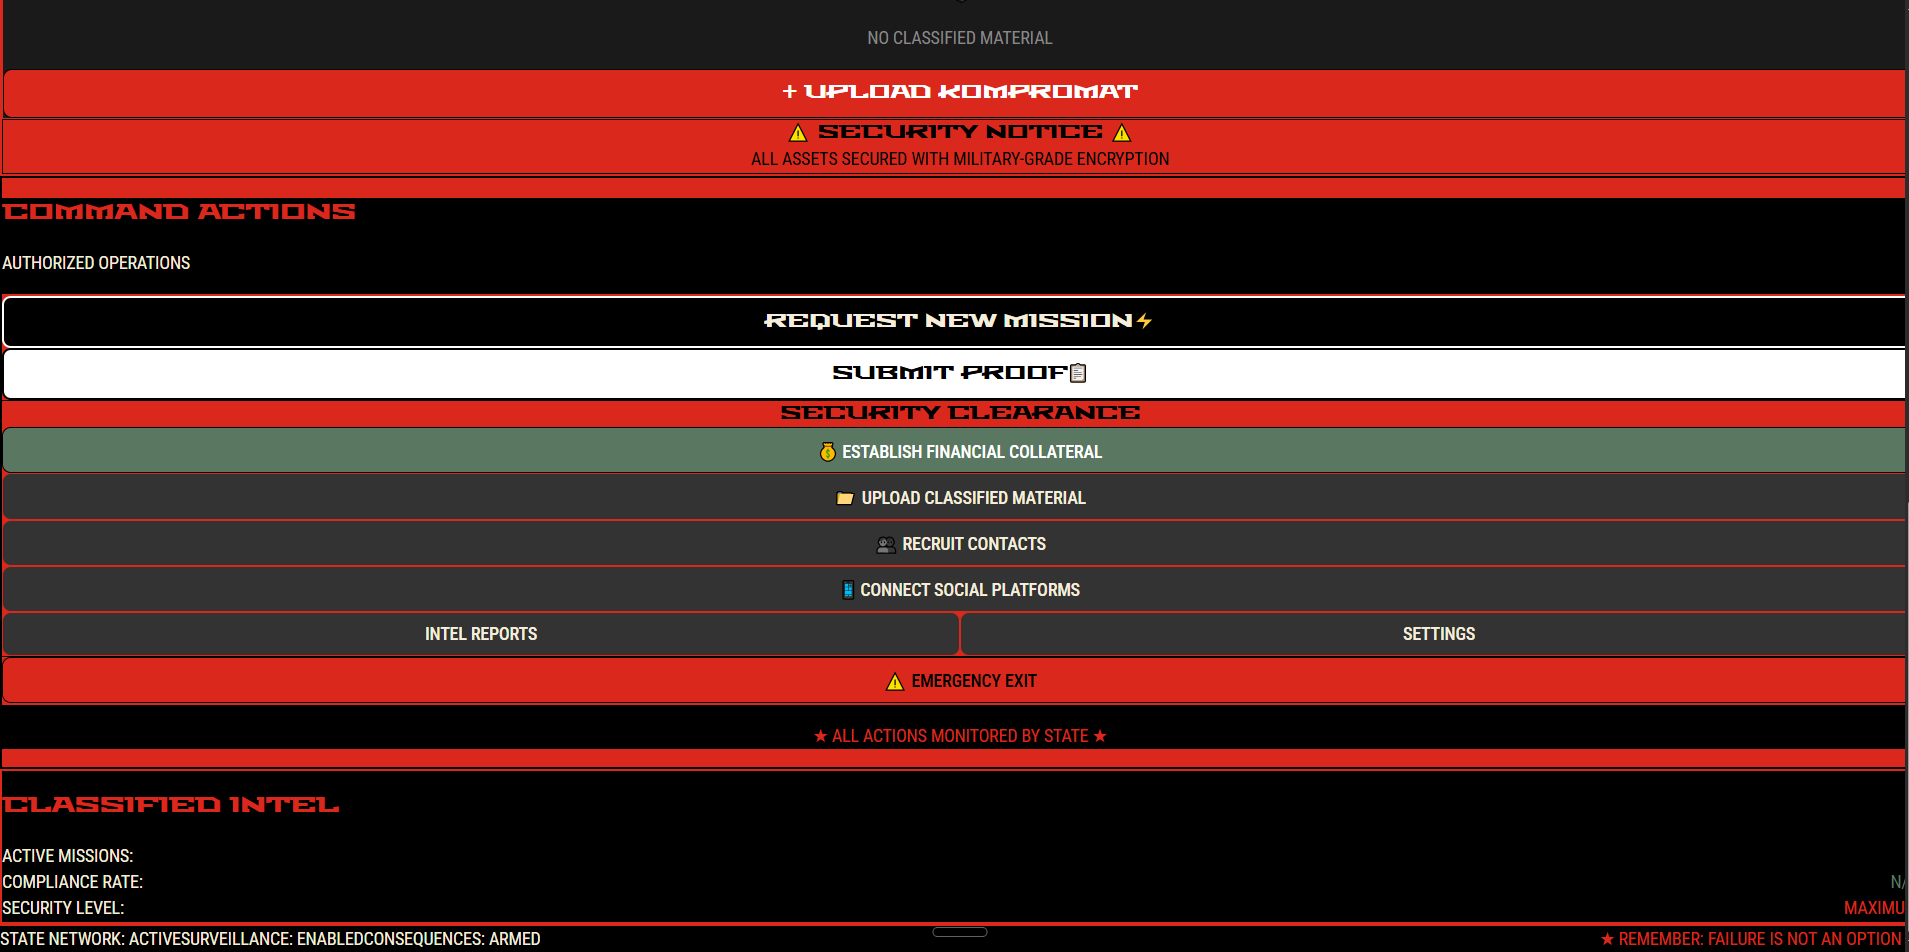 NO CLASSIFIED MATERIAL
+ UPLOAD KOMPROMAT
⚠️ SECURITY NOTICE ⚠️
ALL ASSETS SECURED WITH MILITARY-GRADE ENCRYPTION
COMMAND ACTIONS
AUTHORIZED OPERATIONS
REQUEST NEW MISSION⚡
SUBMIT PROOF📋
SECURITY CLEARANCE
💰 ESTABLISH FINANCIAL COLLATERAL
📁 UPLOAD CLASSIFIED MATERIAL
👥 RECRUIT CONTACTS
📱 CONNECT SOCIAL PLATFORMS
INTEL REPORTS
SETTINGS
⚠️ EMERGENCY EXIT
★ ALL ACTIONS MONITORED BY STATE ★
CLASSIFIED INTEL
ACTIVE MISSIONS:
COMPLIANCE RATE: N/
SECURITY LEVEL: MAXIMU
STATE NETWORK: ACTIVESURVEILLANCE: ENABLEDCONSEQUENCES: ARMED
★ REMEMBER: FAILURE IS NOT AN OPTION